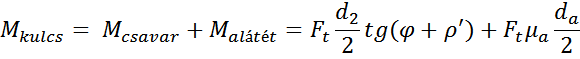 M_kulcs = M_csavar + M_alátét = F_t d_2/2 tg(φ + ρ′) + F_t μ_a d_a/2